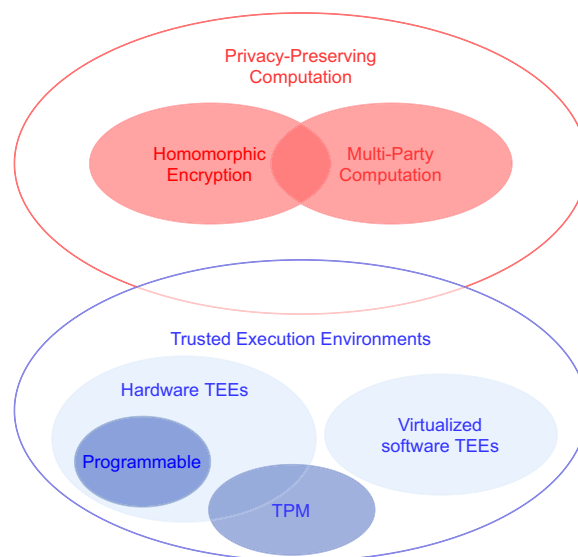 Privacy-Preserving
Computation
Homomorphic
Encryption
Multi-Party
Computation
Trusted Execution Environments
Hardware TEEs
Virtualized
software TEEs
Programmable
TPM